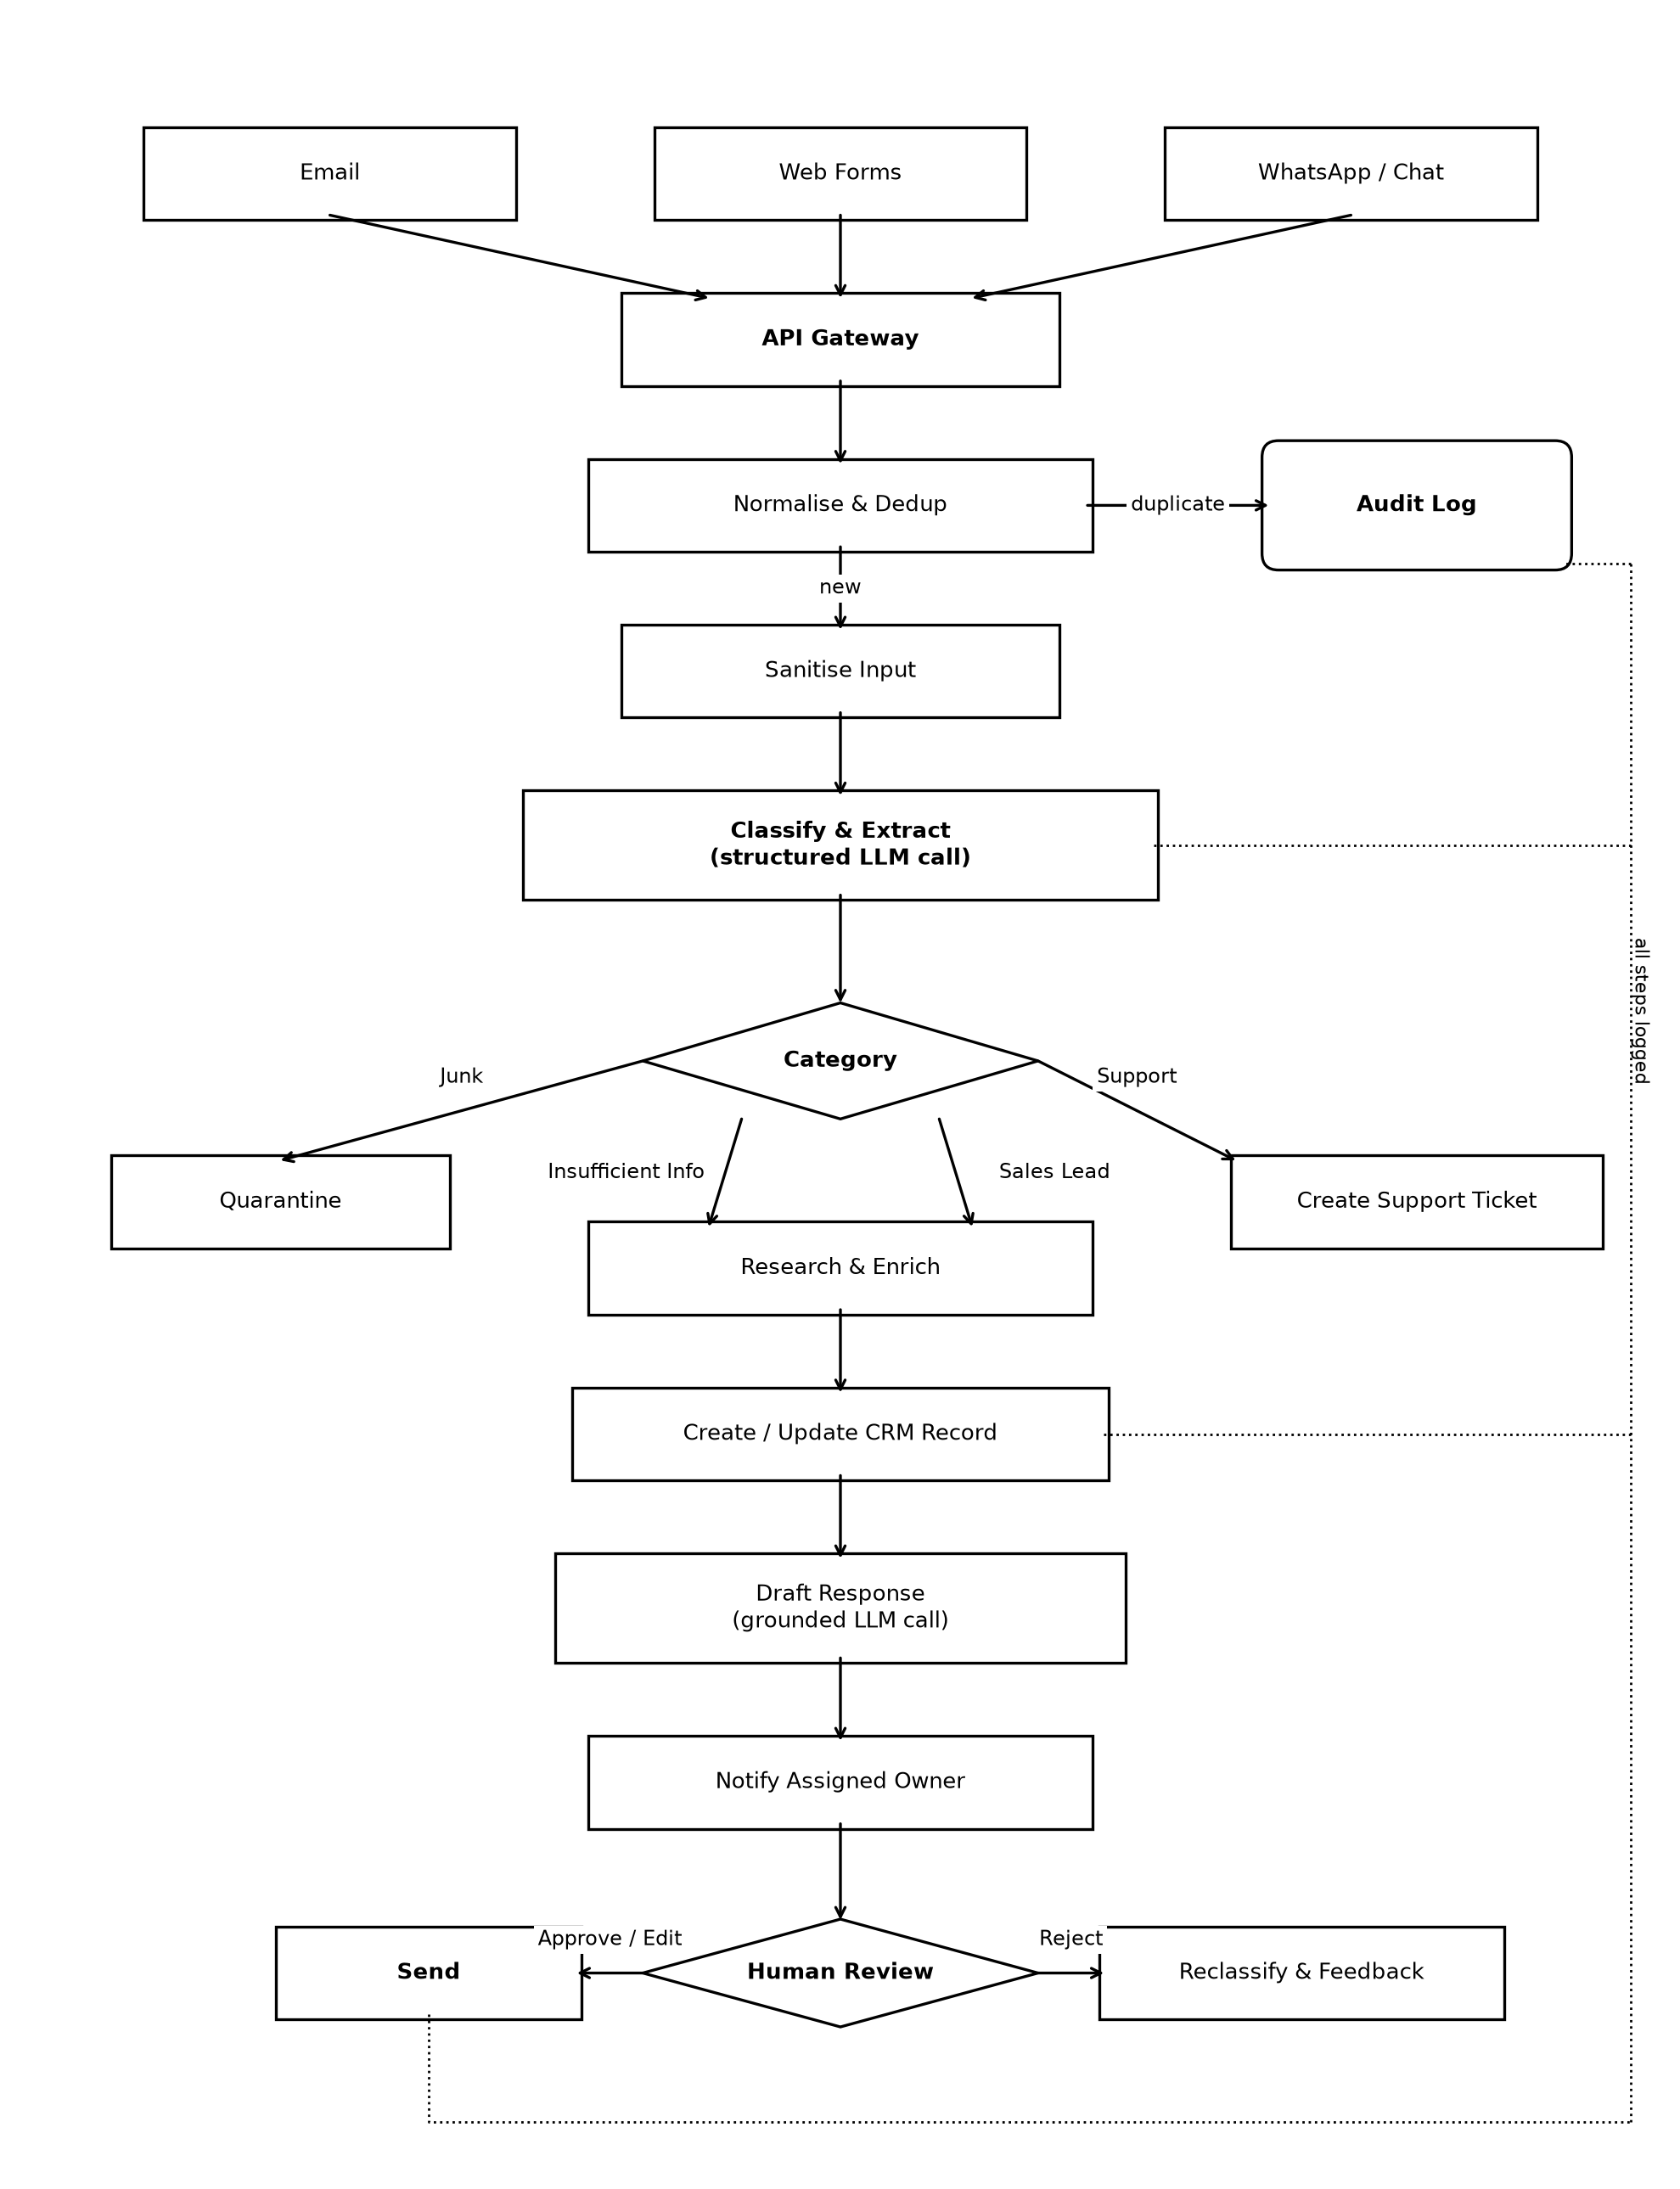 Email
Web Forms
WhatsApp / Chat
API Gateway
Normalise & Dedup
duplicate
Audit Log
new
Sanitise Input
Classify & Extract
(structured LLM call)
all steps logged
Category
Junk
Support
Insufficient Info
Sales Lead
Quarantine
Create Support Ticket
Research & Enrich
Create / Update CRM Record
Draft Response
(grounded LLM call)
Notify Assigned Owner
Approve / Edit
Reject
Send
Human Review
Reclassify & Feedback